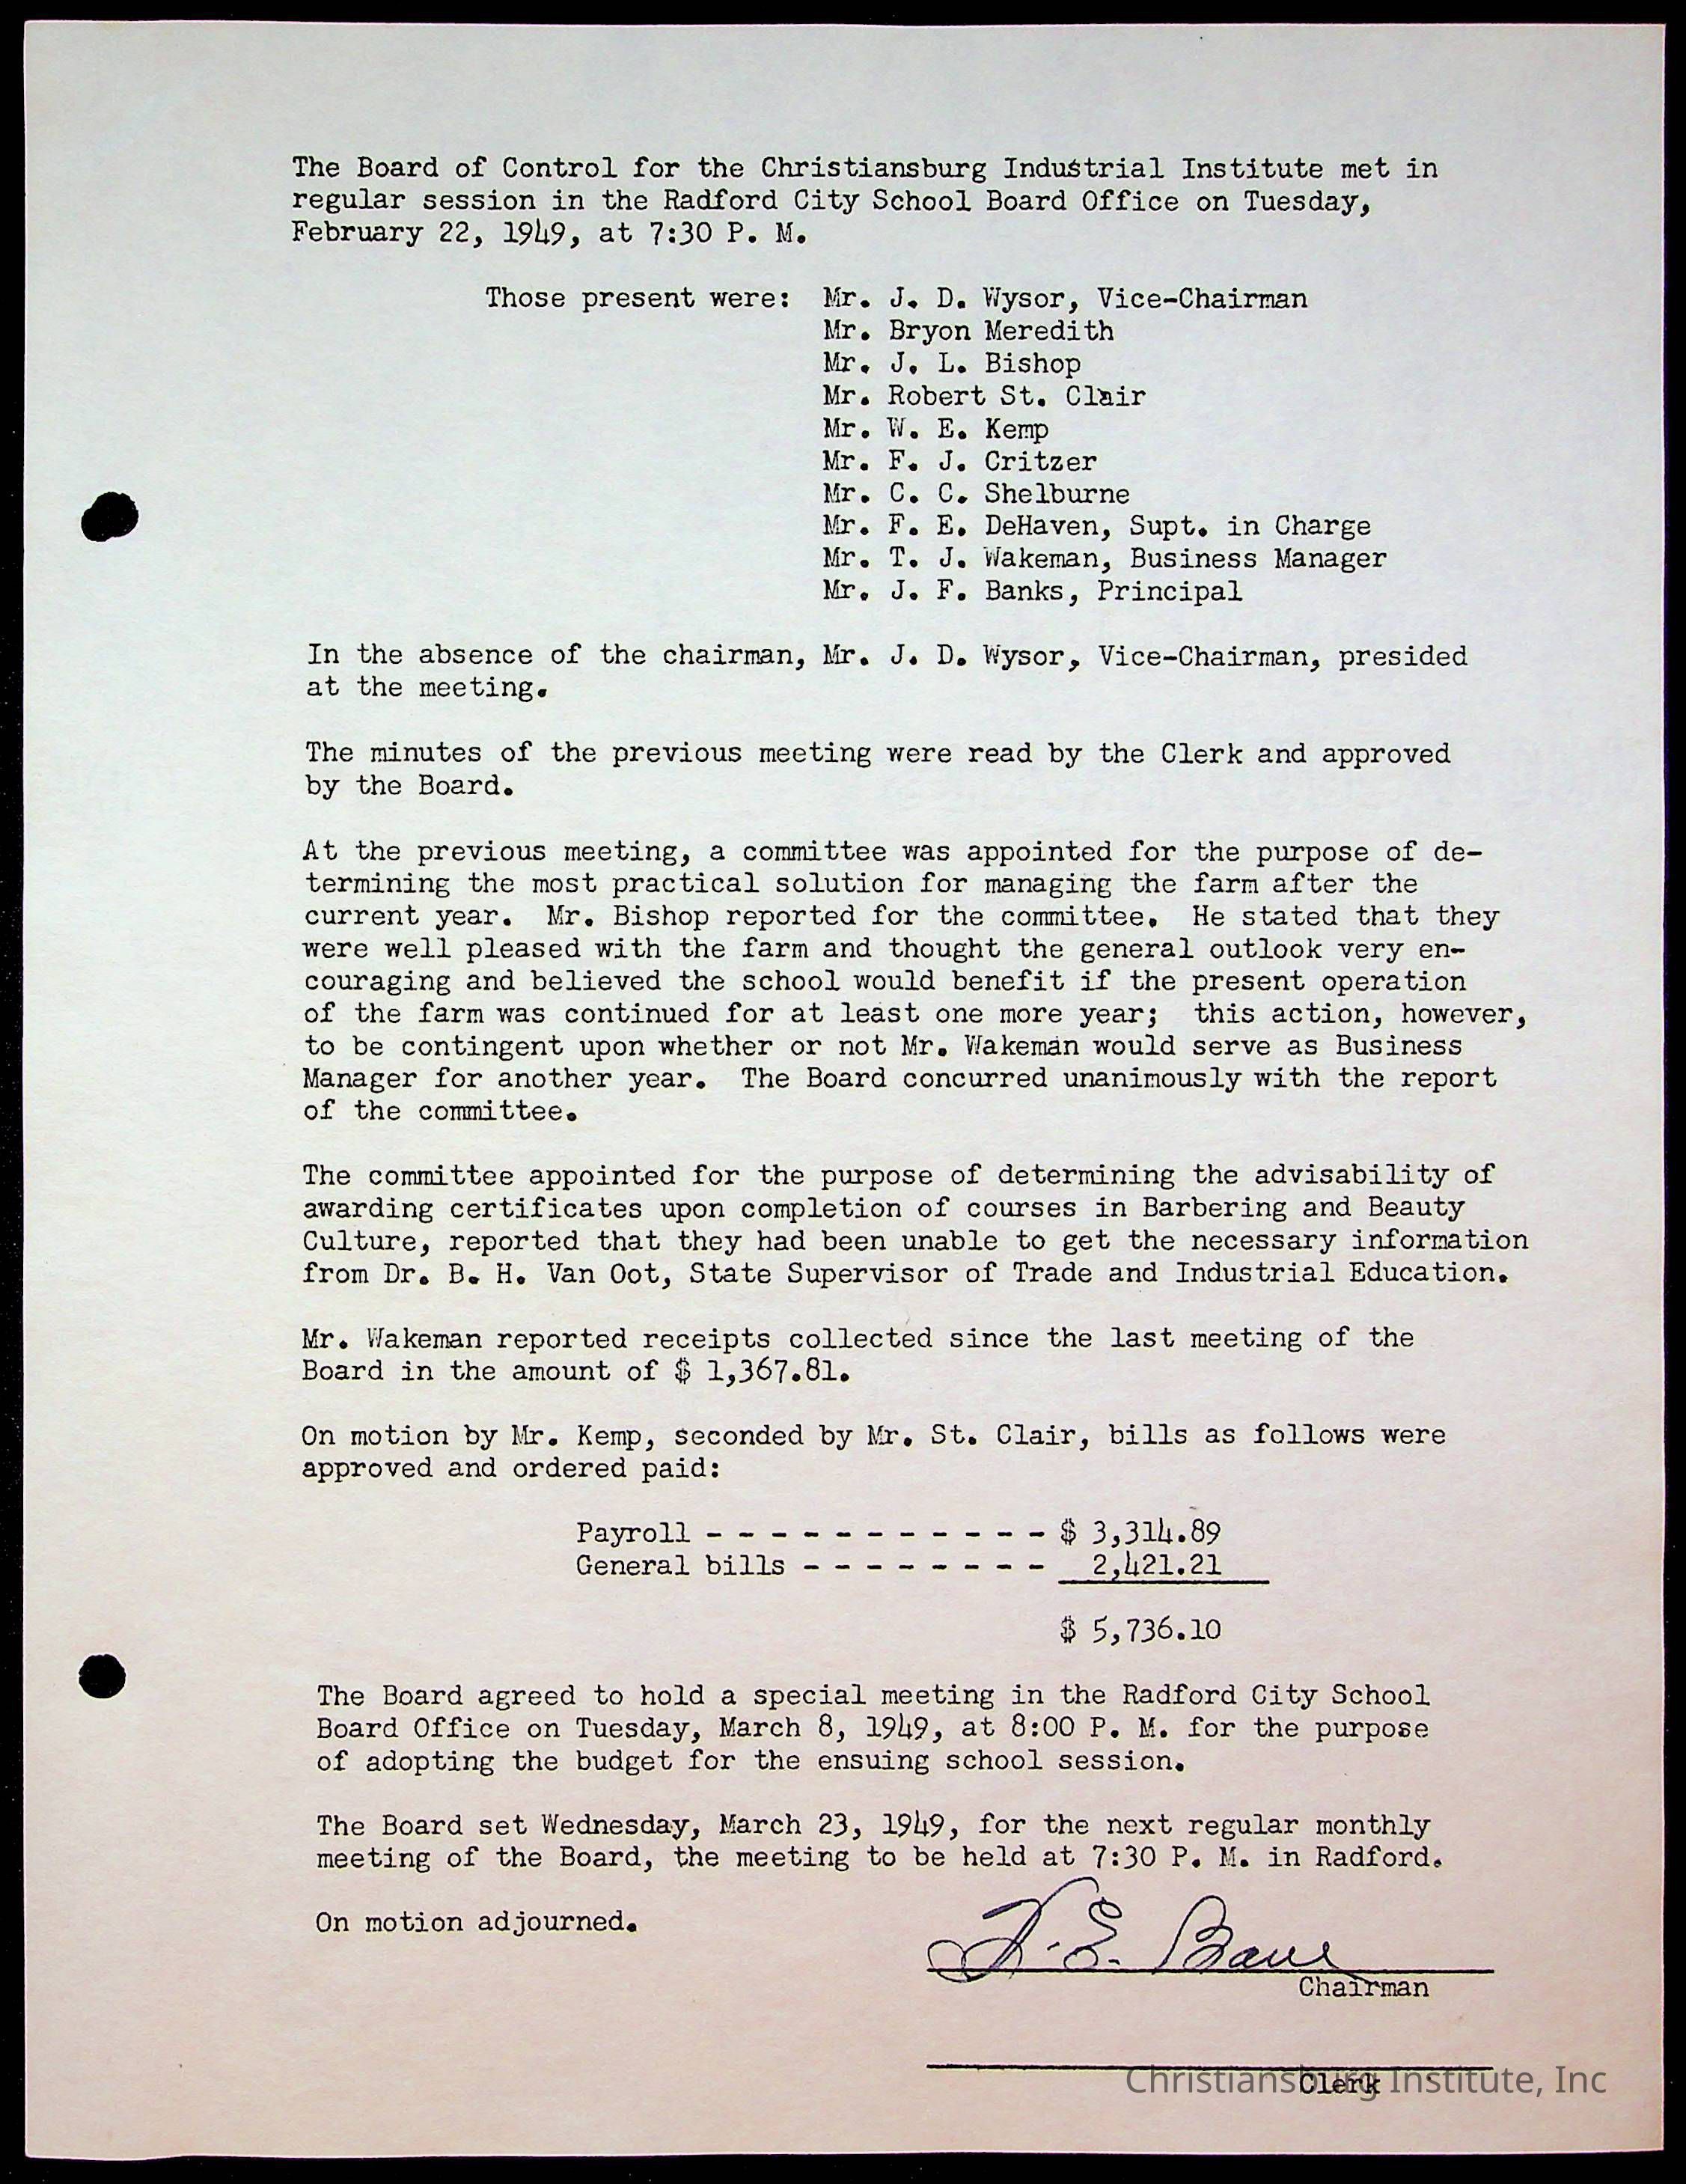 The Board of Control for the Christiansburg Industrial Institute met in
regular session in the Radford City School Board Office on Tuesday,
February 22, 1949, at 7:30 P. M.
Those present were: Mr. J. D. Wysor, Vice-Chairman
Mr. Bryon Meredith
Mr. J. L. Bishop
Mr. Robert St. Clair
Mr. W. E. Kemp
Mr. F. J. Critzer
Mr. C. C. Shelburne
Mr. F. E. DeHaven, Supt. in Charge
Mr. T. J. Wakeman, Business Manager
Mr. J. F. Banks, Principal
In the absence of the chairman, Mr. J. D. Wysor, Vice-Chairman, presided
at the meeting.
The minutes of the previous meeting were read by the Clerk and approved
by the Board.
At the previous meeting, a committee was appointed for the purpose of de-
termining the most practical solution for managing the farm after the
current year. Mr. Bishop reported for the committee. He stated that they
were well pleased with the farm and thought the general outlook very en-
couraging and believed the school would benefit if the present operation
of the farm was continued for at least one more year; this action, however,
to be contingent upon whether or not Mr. Wakeman would serve as Business
Manager for another year. The Board concurred unanimously with the report
of the committee.
The committee appointed for the purpose of determining the advisability of
awarding certificates upon completion of courses in Barbering and Beauty
Culture, reported that they had been unable to get the necessary information
from Dr. B. H. Van Oot, State Supervisor of Trade and Industrial Education.
Mr. Wakeman reported receipts collected since the last meeting of the
Board in the amount of $ 1,367.81.
On motion by Mr. Kemp, seconded by Mr. St. Clair, bills as follows were
approved and ordered paid:
Payroll - - - - - - - - - - - $ 3,314.89
General bills - - - - - - - - 2,421.21
$ 5,736.10
The Board agreed to hold a special meeting in the Radford City School
Board Office on Tuesday, March 8, 1949, at 8:00 P. M. for the purpose
of adopting the budget for the ensuing school session.
The Board set Wednesday, March 23, 1949, for the next regular monthly
meeting of the Board, the meeting to be held at 7:30 P. M. in Radford.
On motion adjourned.
E.
Chairman
Clerk
Christiansburg Institute, Inc